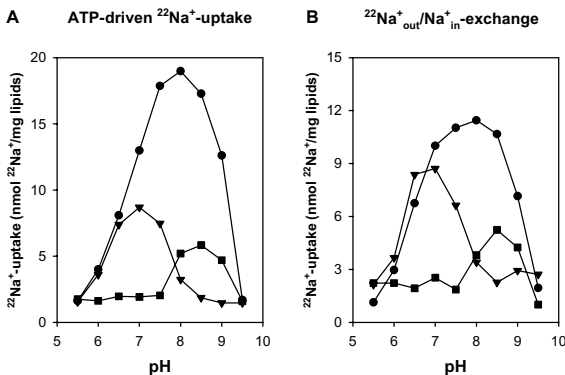 A ATP-driven ²²Na⁺-uptake
²²Na⁺-uptake (nmol ²²Na⁺/mg lipids)
20
15
10
5
0
5 6 7 8 9 10
pH
B ²²Na⁺out/Na⁺in-exchange
²²Na⁺-uptake (nmol ²²Na⁺/mg lipids)
15
12
9
6
3
0
5 6 7 8 9 10
pH